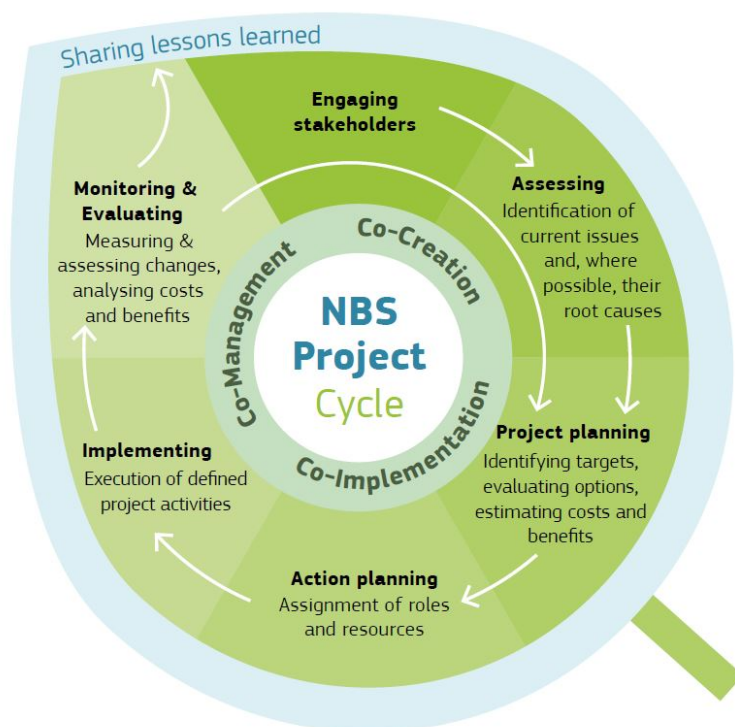 Sharing lessons learned
Engaging
stakeholders
Assessing
Identification of
current issues
and, where
possible, their
root causes
Project planning
Identifying targets,
evaluating options,
estimating costs and
benefits
Action planning
Assignment of roles
and resources
Implementing
Execution of defined
project activities
Monitoring &
Evaluating
Measuring &
assessing changes,
analysing costs
and benefits
Co-Creation
Co-Implementation
Co-Management
NBS
Project
Cycle